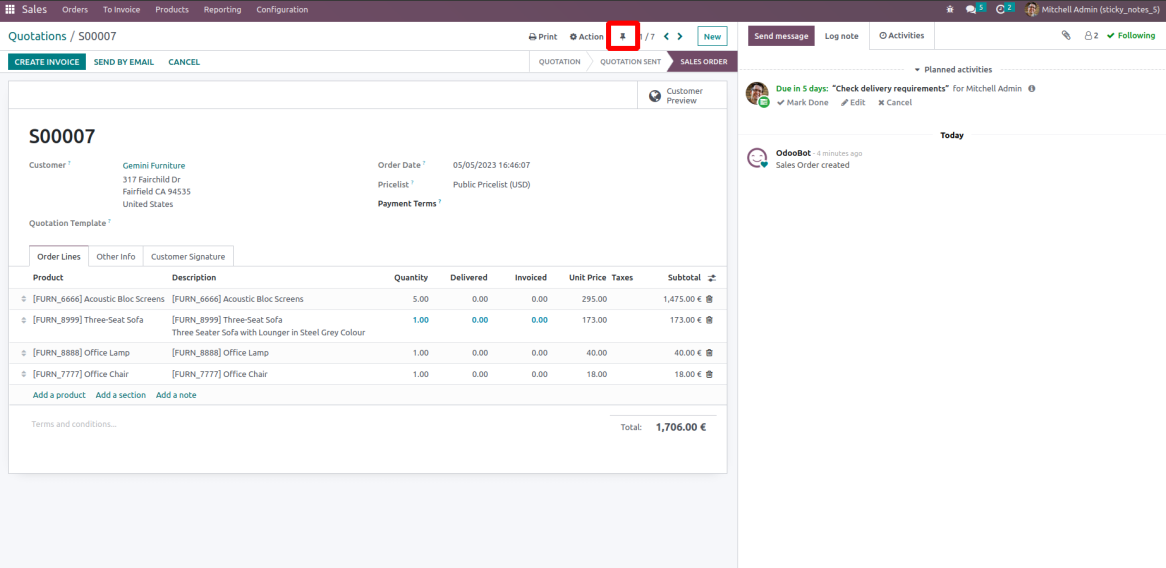 Sales Orders To Invoice Products Reporting Configuration 5 2 Mitchell Admin (sticky_notes_5)
Quotations / S00007 Print Action 1 / 7 New Send message Log note Activities 2 Following
CREATE INVOICE SEND BY EMAIL CANCEL QUOTATION QUOTATION SENT SALES ORDER
Planned activities
Customer
Preview
Due in 5 days: "Check delivery requirements" for Mitchell Admin
Mark Done Edit Cancel
S00007
Today
OdooBot - 4 minutes ago
Sales Order created
Customer ? Gemini Furniture Order Date ? 05/05/2023 16:46:07
317 Fairchild Dr
Fairfield CA 94535
United States
Pricelist ? Public Pricelist (USD)
Payment Terms ?
Quotation Template ?
Order Lines Other Info Customer Signature
Product Description Quantity Delivered Invoiced Unit Price Taxes Subtotal
[FURN_6666] Acoustic Bloc Screens [FURN_6666] Acoustic Bloc Screens 5.00 0.00 0.00 295.00 1,475.00 €
[FURN_8999] Three-Seat Sofa [FURN_8999] Three-Seat Sofa 1.00 0.00 0.00 173.00 173.00 €
Three Seater Sofa with Lounger in Steel Grey Colour
[FURN_8888] Office Lamp [FURN_8888] Office Lamp 1.00 0.00 0.00 40.00 40.00 €
[FURN_7777] Office Chair [FURN_7777] Office Chair 1.00 0.00 0.00 18.00 18.00 €
Add a product Add a section Add a note
Terms and conditions...
Total: 1,706.00 €